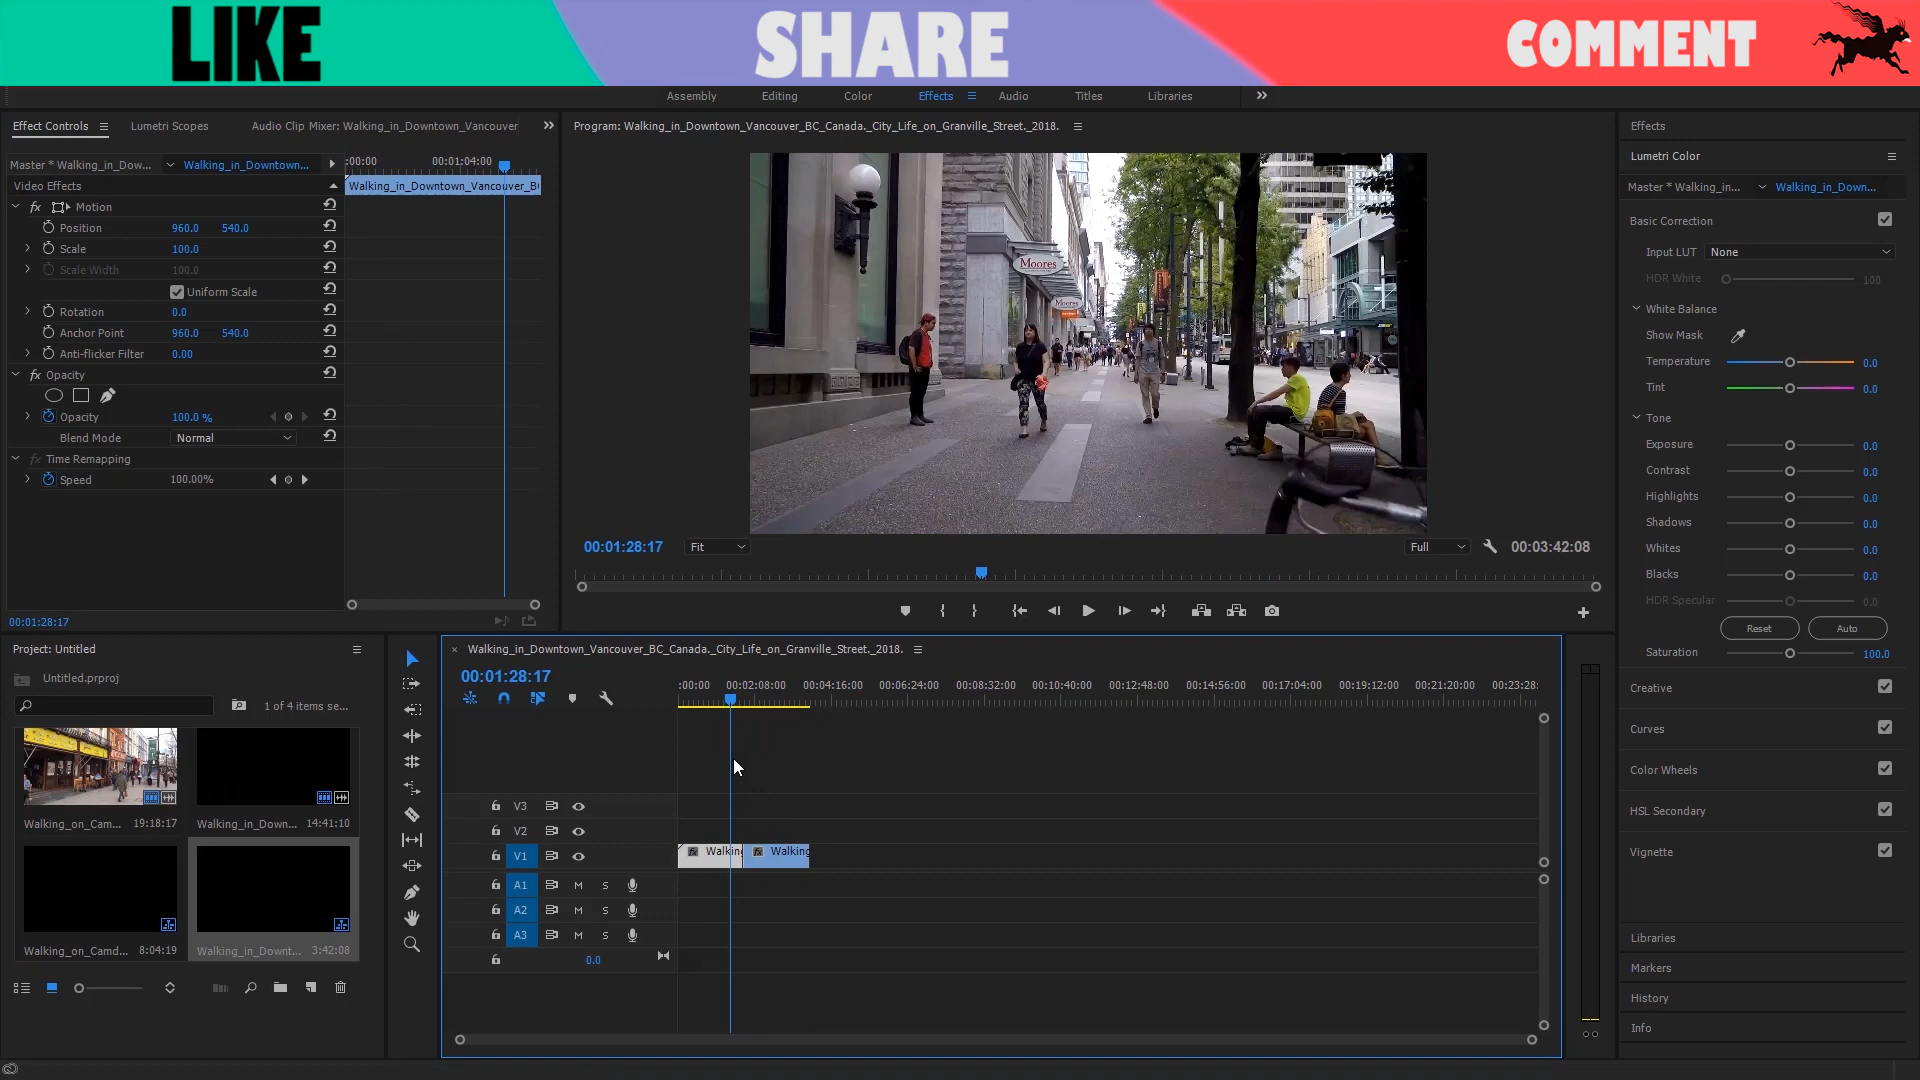 LIKE
SHARE
COMMENT
Assembly
Editing
Color
Effects
Audio
Titles
Libraries
Effect Controls
Lumetri Scopes
Audio Clip Mixer: Walking_in_Downtown_Vancouver
Program: Walking_in_Downtown_Vancouver_BC_Canada._City_Life_on_Granville_Street._2018.
Master * Walking_in_Dow...
Walking_in_Downtown...
:00:00
00:01:04:00
Video Effects
Walking_in_Downtown_Vancouver_B
fx Motion
Position 960.0 540.0
Scale 100.0
Scale Width 100.0
Uniform Scale
Rotation 0.0
Anchor Point 960.0 540.0
Anti-flicker Filter 0.00
fx Opacity
Opacity 100.0 %
Blend Mode Normal
fx Time Remapping
Speed 100.00%
00:01:28:17
Moores
Moores
00:01:28:17
Fit
Full
00:03:42:08
Effects
Lumetri Color
Master * Walking_in...
Walking_in_Down...
Basic Correction
Input LUT None
HDR White 100
White Balance
Show Mask
Temperature 0.0
Tint 0.0
Tone
Exposure 0.0
Contrast 0.0
Highlights 0.0
Shadows 0.0
Whites 0.0
Blacks 0.0
HDR Specular 0.0
Reset
Auto
Saturation 100.0
Creative
Curves
Color Wheels
HSL Secondary
Vignette
Libraries
Markers
History
Info
Project: Untitled
Untitled.prproj
1 of 4 items se...
Walking_on_Cam... 19:18:17
Walking_in_Down... 14:41:10
Walking_on_Camd... 8:04:19
Walking_in_Downt... 3:42:08
Walking_in_Downtown_Vancouver_BC_Canada._City_Life_on_Granville_Street._2018.
00:01:28:17
:00:00
00:02:08:00
00:04:16:00
00:06:24:00
00:08:32:00
00:10:40:00
00:12:48:00
00:14:56:00
00:17:04:00
00:19:12:00
00:21:20:00
00:23:28:
V3
V2
V1
fx Walking
fx Walking
A1 M S
A2 M S
A3 M S
0.0